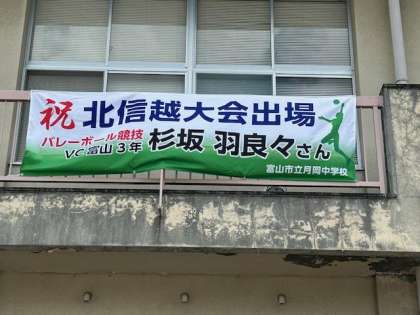 祝 北信越大会出場
バレーボール競技
VC富山3年 杉坂 羽良々さん
富山市立月岡中学校